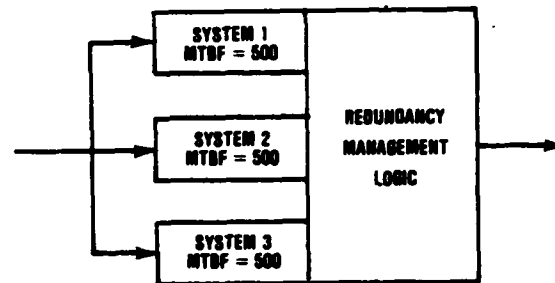 SYSTEM 1
MTBF = 500
SYSTEM 2
MTBF = 500
SYSTEM 3
MTBF = 500
REDUNDANCY
MANAGEMENT
LOGIC